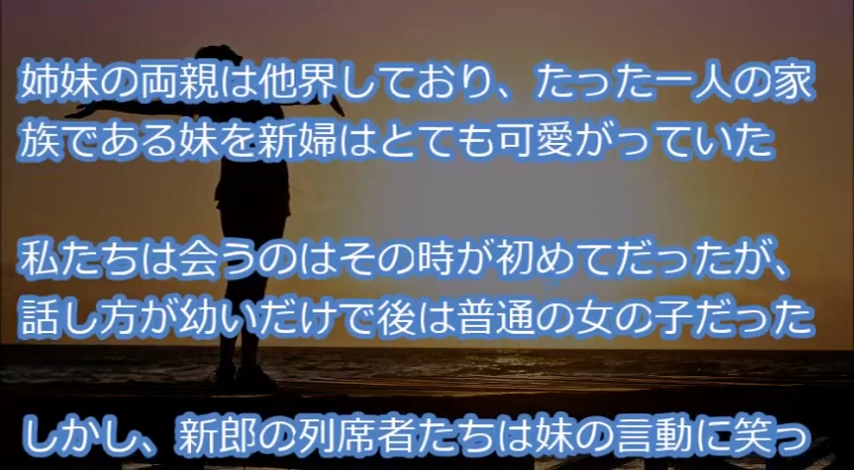 姉妹の両親は他界しており、たった一人の家
族である妹を新婦はとても可愛がっていた
私たちは会うのはその時が初めてだったが、
話し方が幼いだけで後は普通の女の子だった
しかし、新郎の列席者たちは妹の言動に笑っ